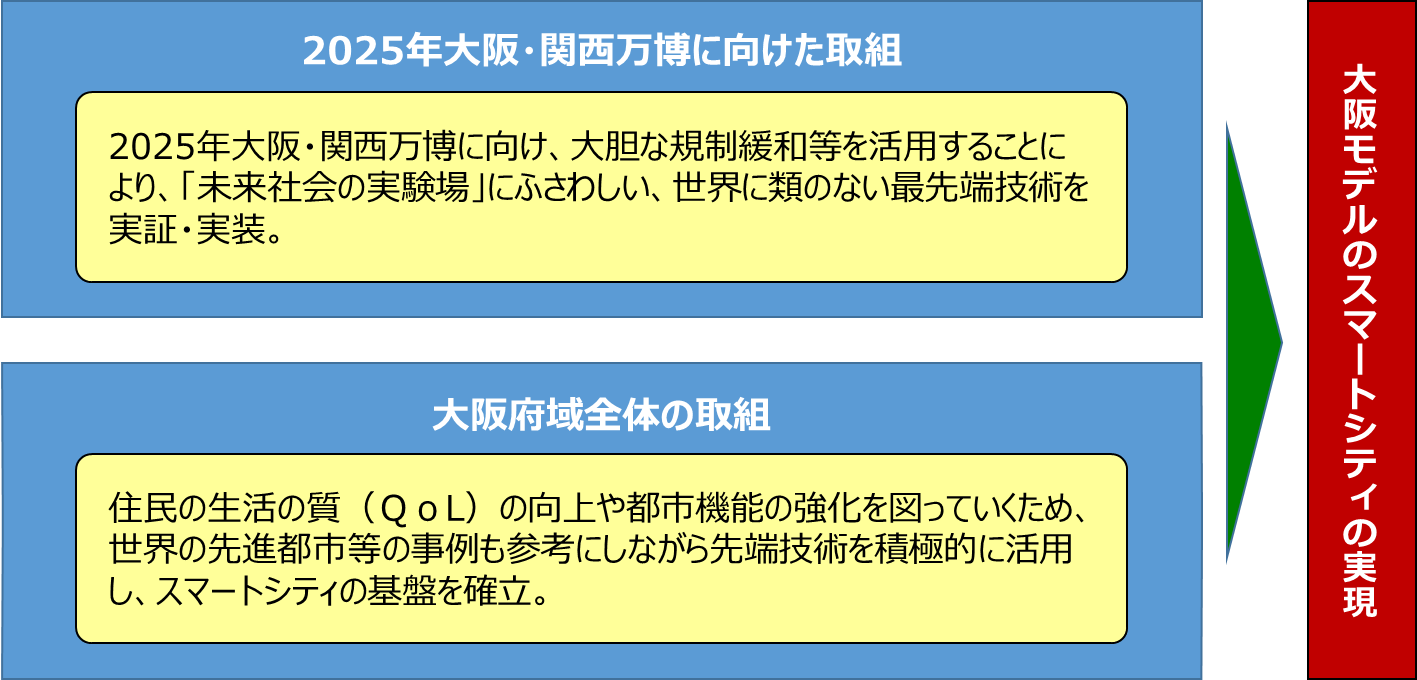 2025年大阪・関西万博に向けた取組
2025年大阪・関西万博に向け、大胆な規制緩和等を活用することに
より、「未来社会の実験場」にふさわしい、世界に類のない最先端技術を
実証・実装。
大阪府域全体の取組
住民の生活の質（ＱｏＬ）の向上や都市機能の強化を図っていくため、
世界の先進都市等の事例も参考にしながら先端技術を積極的に活用
し、スマートシティの基盤を確立。
大阪モデルのスマートシティの実現